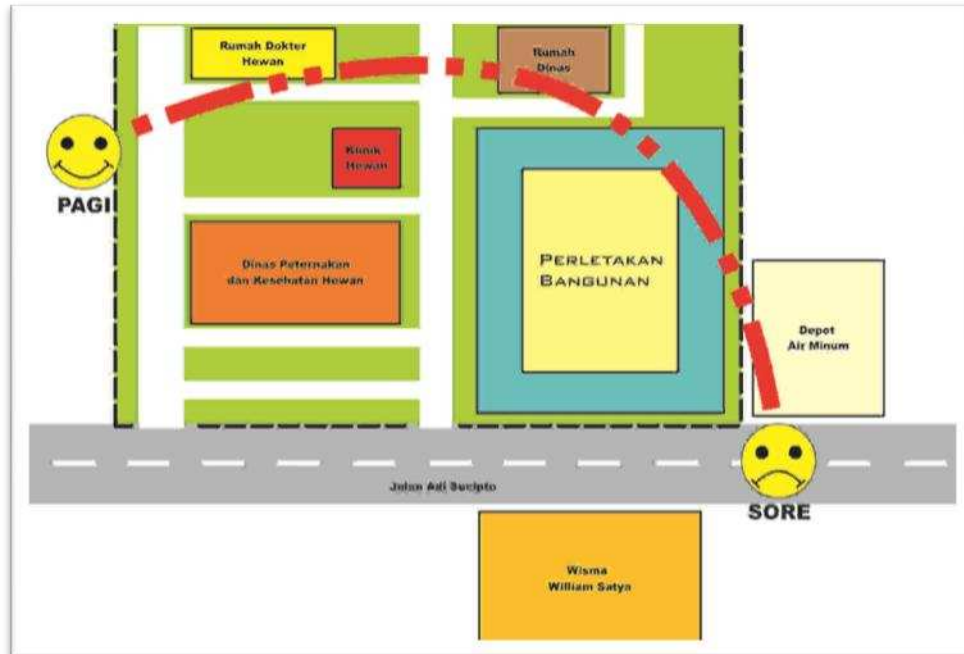 Rumah Dokter
Hewan
Rumah
Dinas
Klinik
Hewan
PAGI
Dinas Peternakan
dan Kesehatan Hewan
PERLETAKAN
BANGUNAN
Depot
Air Minum
Jalan Adi Sucipto
SORE
Wisma
William Satya